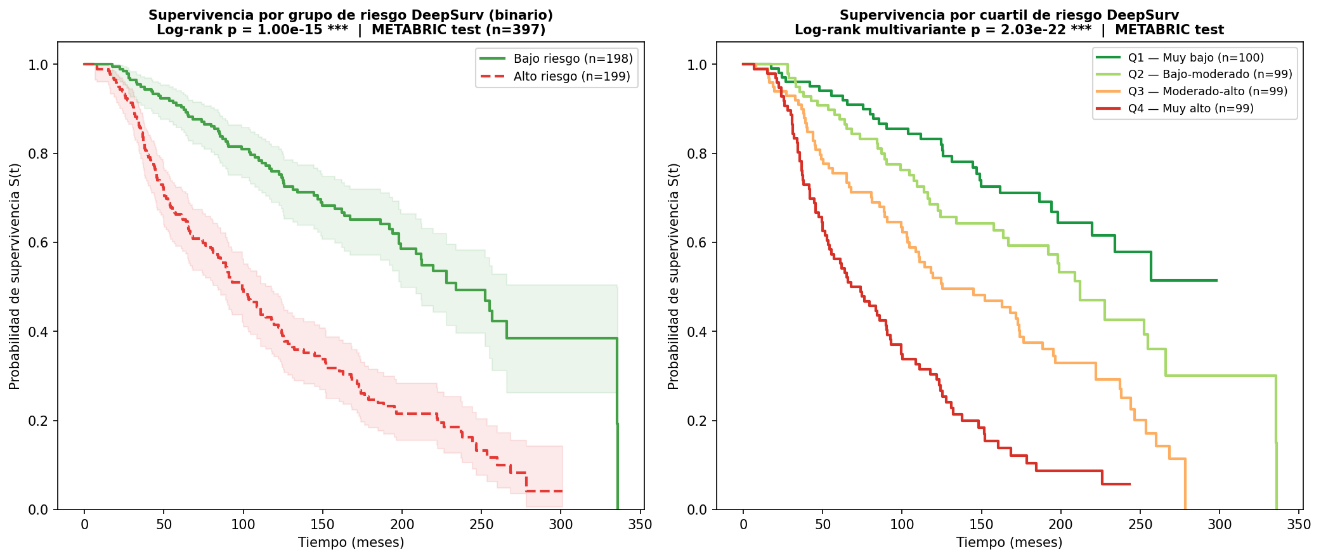 Supervivencia por grupo de riesgo DeepSurv (binario)
Log-rank p = 1.00e-15 *** | METABRIC test (n=397)
Bajo riesgo (n=198)
Alto riesgo (n=199)
Probabilidad de supervivencia S(t)
1.0
0.8
0.6
0.4
0.2
0.0
0 50 100 150 200 250 300 350
Tiempo (meses)
Supervivencia por cuartil de riesgo DeepSurv
Log-rank multivariante p = 2.03e-22 *** | METABRIC test
Q1 — Muy bajo (n=100)
Q2 — Bajo-moderado (n=99)
Q3 — Moderado-alto (n=99)
Q4 — Muy alto (n=99)
Probabilidad de supervivencia S(t)
1.0
0.8
0.6
0.4
0.2
0.0
0 50 100 150 200 250 300 350
Tiempo (meses)